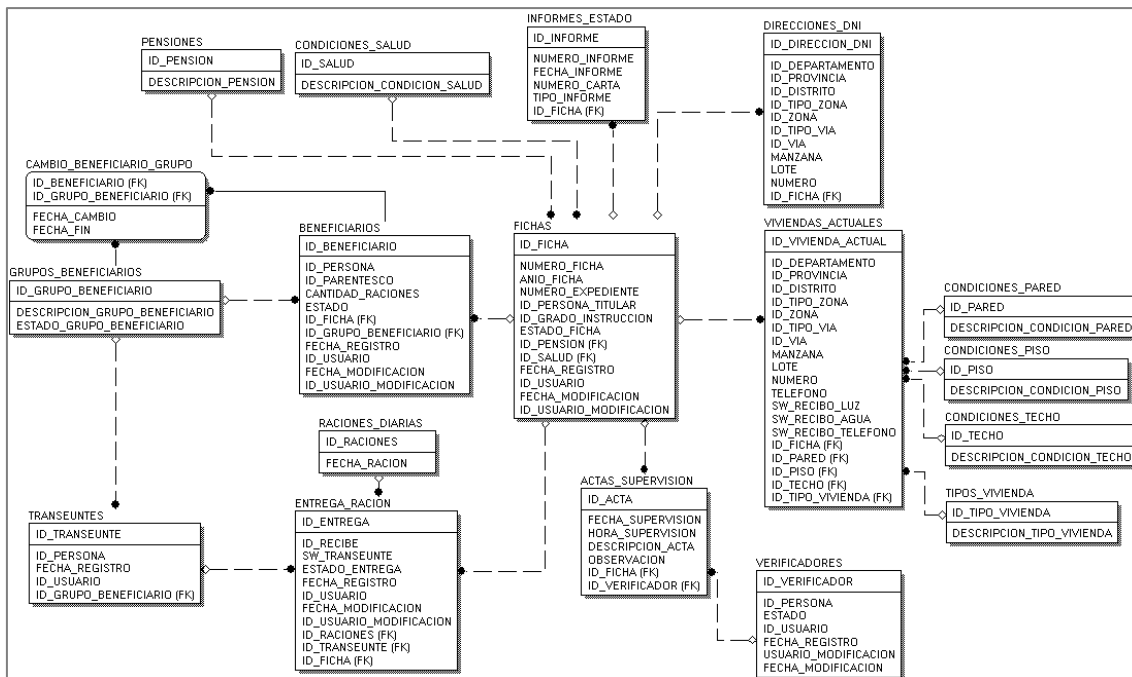 PENSIONES
ID_PENSION
DESCRIPCION_PENSION
CONDICIONES_SALUD
ID_SALUD
DESCRIPCION_CONDICION_SALUD
INFORMES_ESTADO
ID_INFORME
NUMERO_INFORME
FECHA_INFORME
NUMERO_CARTA
TIPO_INFORME
ID_FICHA (FK)
DIRECCIONES_DNI
ID_DIRECCION_DNI
ID_DEPARTAMENTO
ID_PROVINCIA
ID_DISTRITO
ID_TIPO_ZONA
ID_ZONA
ID_TIPO_VIA
ID_VIA
MANZANA
LOTE
NUMERO
ID_FICHA (FK)
CAMBIO_BENEFICIARIO_GRUPO
ID_BENEFICIARIO (FK)
ID_GRUPO_BENEFICIARIO (FK)
FECHA_CAMBIO
FECHA_FIN
GRUPOS_BENEFICIARIOS
ID_GRUPO_BENEFICIARIO
DESCRIPCION_GRUPO_BENEFICIARIO
ESTADO_GRUPO_BENEFICIARIO
BENEFICIARIOS
ID_BENEFICIARIO
ID_PERSONA
ID_PARENTESCO
CANTIDAD_RACIONES
ESTADO
ID_FICHA (FK)
ID_GRUPO_BENEFICIARIO (FK)
FECHA_REGISTRO
ID_USUARIO
FECHA_MODIFICACION
ID_USUARIO_MODIFICACION
FICHAS
ID_FICHA
NUMERO_FICHA
ANIO_FICHA
NUMERO_EXPEDIENTE
ID_PERSONA_TITULAR
ID_GRADO_INSTRUCCION
ESTADO_FICHA
ID_PENSION (FK)
ID_SALUD (FK)
FECHA_REGISTRO
ID_USUARIO
FECHA_MODIFICACION
ID_USUARIO_MODIFICACION
VIVIENDAS_ACTUALES
ID_VIVIENDA_ACTUAL
ID_DEPARTAMENTO
ID_PROVINCIA
ID_DISTRITO
ID_TIPO_ZONA
ID_ZONA
ID_TIPO_VIA
ID_VIA
MANZANA
LOTE
NUMERO
TELEFONO
SW_RECIBO_LUZ
SW_RECIBO_AGUA
SW_RECIBO_TELEFONO
ID_FICHA (FK)
ID_PARED (FK)
ID_PISO (FK)
ID_TECHO (FK)
ID_TIPO_VIVIENDA (FK)
CONDICIONES_PARED
ID_PARED
DESCRIPCION_CONDICION_PARED
CONDICIONES_PISO
ID_PISO
DESCRIPCION_CONDICION_PISO
CONDICIONES_TECHO
ID_TECHO
DESCRIPCION_CONDICION_TECHO
TIPOS_VIVIENDA
ID_TIPO_VIVIENDA
DESCRIPCION_TIPO_VIVIENDA
RACIONES_DIARIAS
ID_RACIONES
FECHA_RACION
TRANSEUNTES
ID_TRANSEUNTE
ID_PERSONA
FECHA_REGISTRO
ID_USUARIO
ID_GRUPO_BENEFICIARIO (FK)
ENTREGA_RACION
ID_ENTREGA
ID_RECIBE
SW_TRANSEUNTE
ESTADO_ENTREGA
FECHA_REGISTRO
ID_USUARIO
FECHA_MODIFICACION
ID_USUARIO_MODIFICACION
ID_RACIONES (FK)
ID_TRANSEUNTE (FK)
ID_FICHA (FK)
ACTAS_SUPERVISION
ID_ACTA
FECHA_SUPERVISION
HORA_SUPERVISION
DESCRIPCION_ACTA
OBSERVACION
ID_FICHA (FK)
ID_VERIFICADOR (FK)
VERIFICADORES
ID_VERIFICADOR
ID_PERSONA
ESTADO
ID_USUARIO
FECHA_REGISTRO
USUARIO_MODIFICACION
FECHA_MODIFICACION